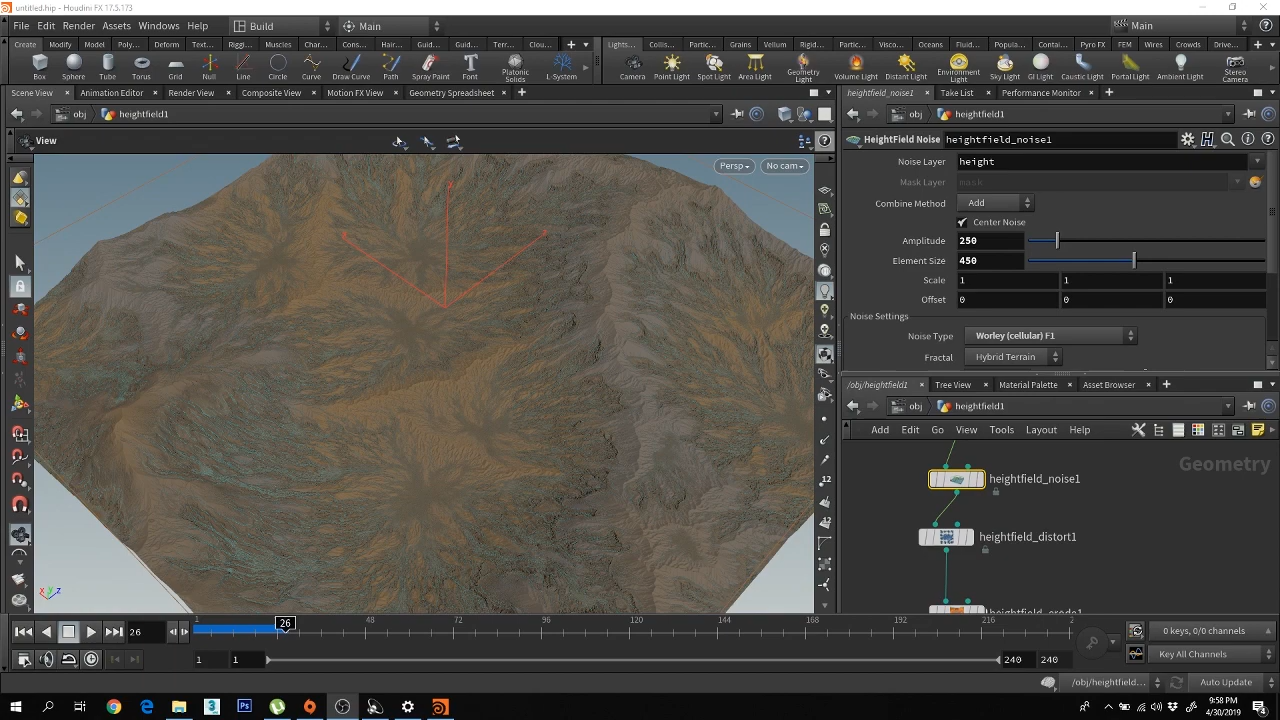 untitled.hip - Houdini FX 17.5.173
File Edit Render Assets Windows Help Build Main Main
Create Modify Model Poly... Deform Text... Riggi... Muscles Char... Cons... Hair... Guid... Guid... Terr... Clou... Lights... Collis... Partic... Grains Vellum Rigid... Partic... Visco... Oceans Fluid... Popula... Contai... Pyro FX FEM Wires Crowds Drive...
Box Sphere Tube Torus Grid Null Line Circle Curve Draw Curve Path Spray Paint Font Platonic Solids L-System Camera Point Light Spot Light Area Light Geometry Light Volume Light Distant Light Environment Light Sky Light GI Light Caustic Light Portal Light Ambient Light Stereo Camera
Scene View Animation Editor Render View Composite View Motion FX View Geometry Spreadsheet heightfield_noise1 Take List Performance Monitor
obj heightfield1 obj heightfield1
View
HeightField Noise heightfield_noise1
Persp No cam
Noise Layer height
Mask Layer mask
Combine Method Add
Center Noise
Amplitude 250
Element Size 450
Scale 1 1 1
Offset 0 0 0
Noise Settings
Noise Type Worley (cellular) F1
Fractal Hybrid Terrain
/obj/heightfield1 Tree View Material Palette Asset Browser
obj heightfield1
Add Edit Go View Tools Layout Help
Geometry
heightfield_noise1
heightfield_distort1
x y z
26 1 26 48 72 96 120 144 168 192 216 2
0 keys, 0/0 channels
1 1 240 240 Key All Channels
/obj/heightfield... Auto Update
9:58 PM
4/30/2019